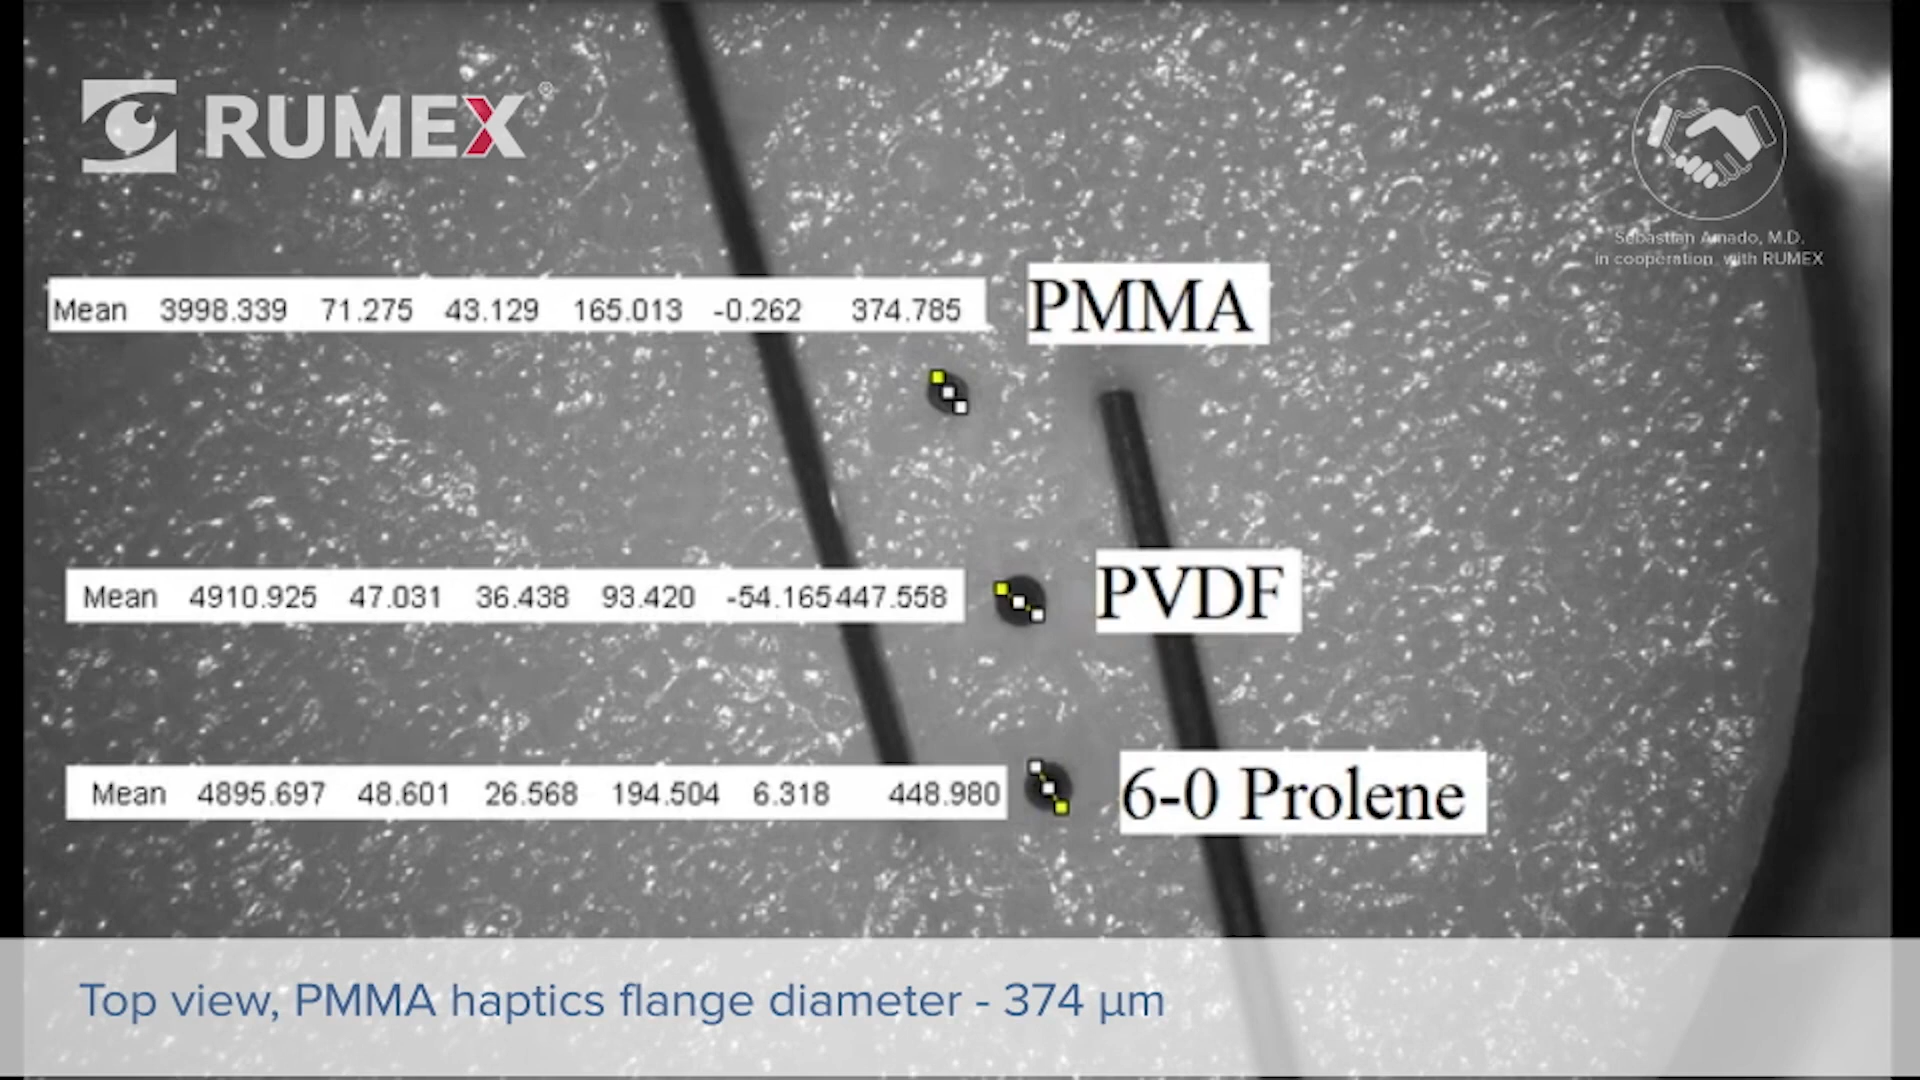 RUMEX®
Sebastian Amado, M.D.
in cooperation with RUMEX
Mean 3998.339 71.275 43.129 165.013 -0.262 374.785 PMMA
Mean 4910.925 47.031 36.438 93.420 -54.165 447.558 PVDF
Mean 4895.697 48.601 26.568 194.504 6.318 448.980 6-0 Prolene
Top view, PMMA haptics flange diameter - 374 µm